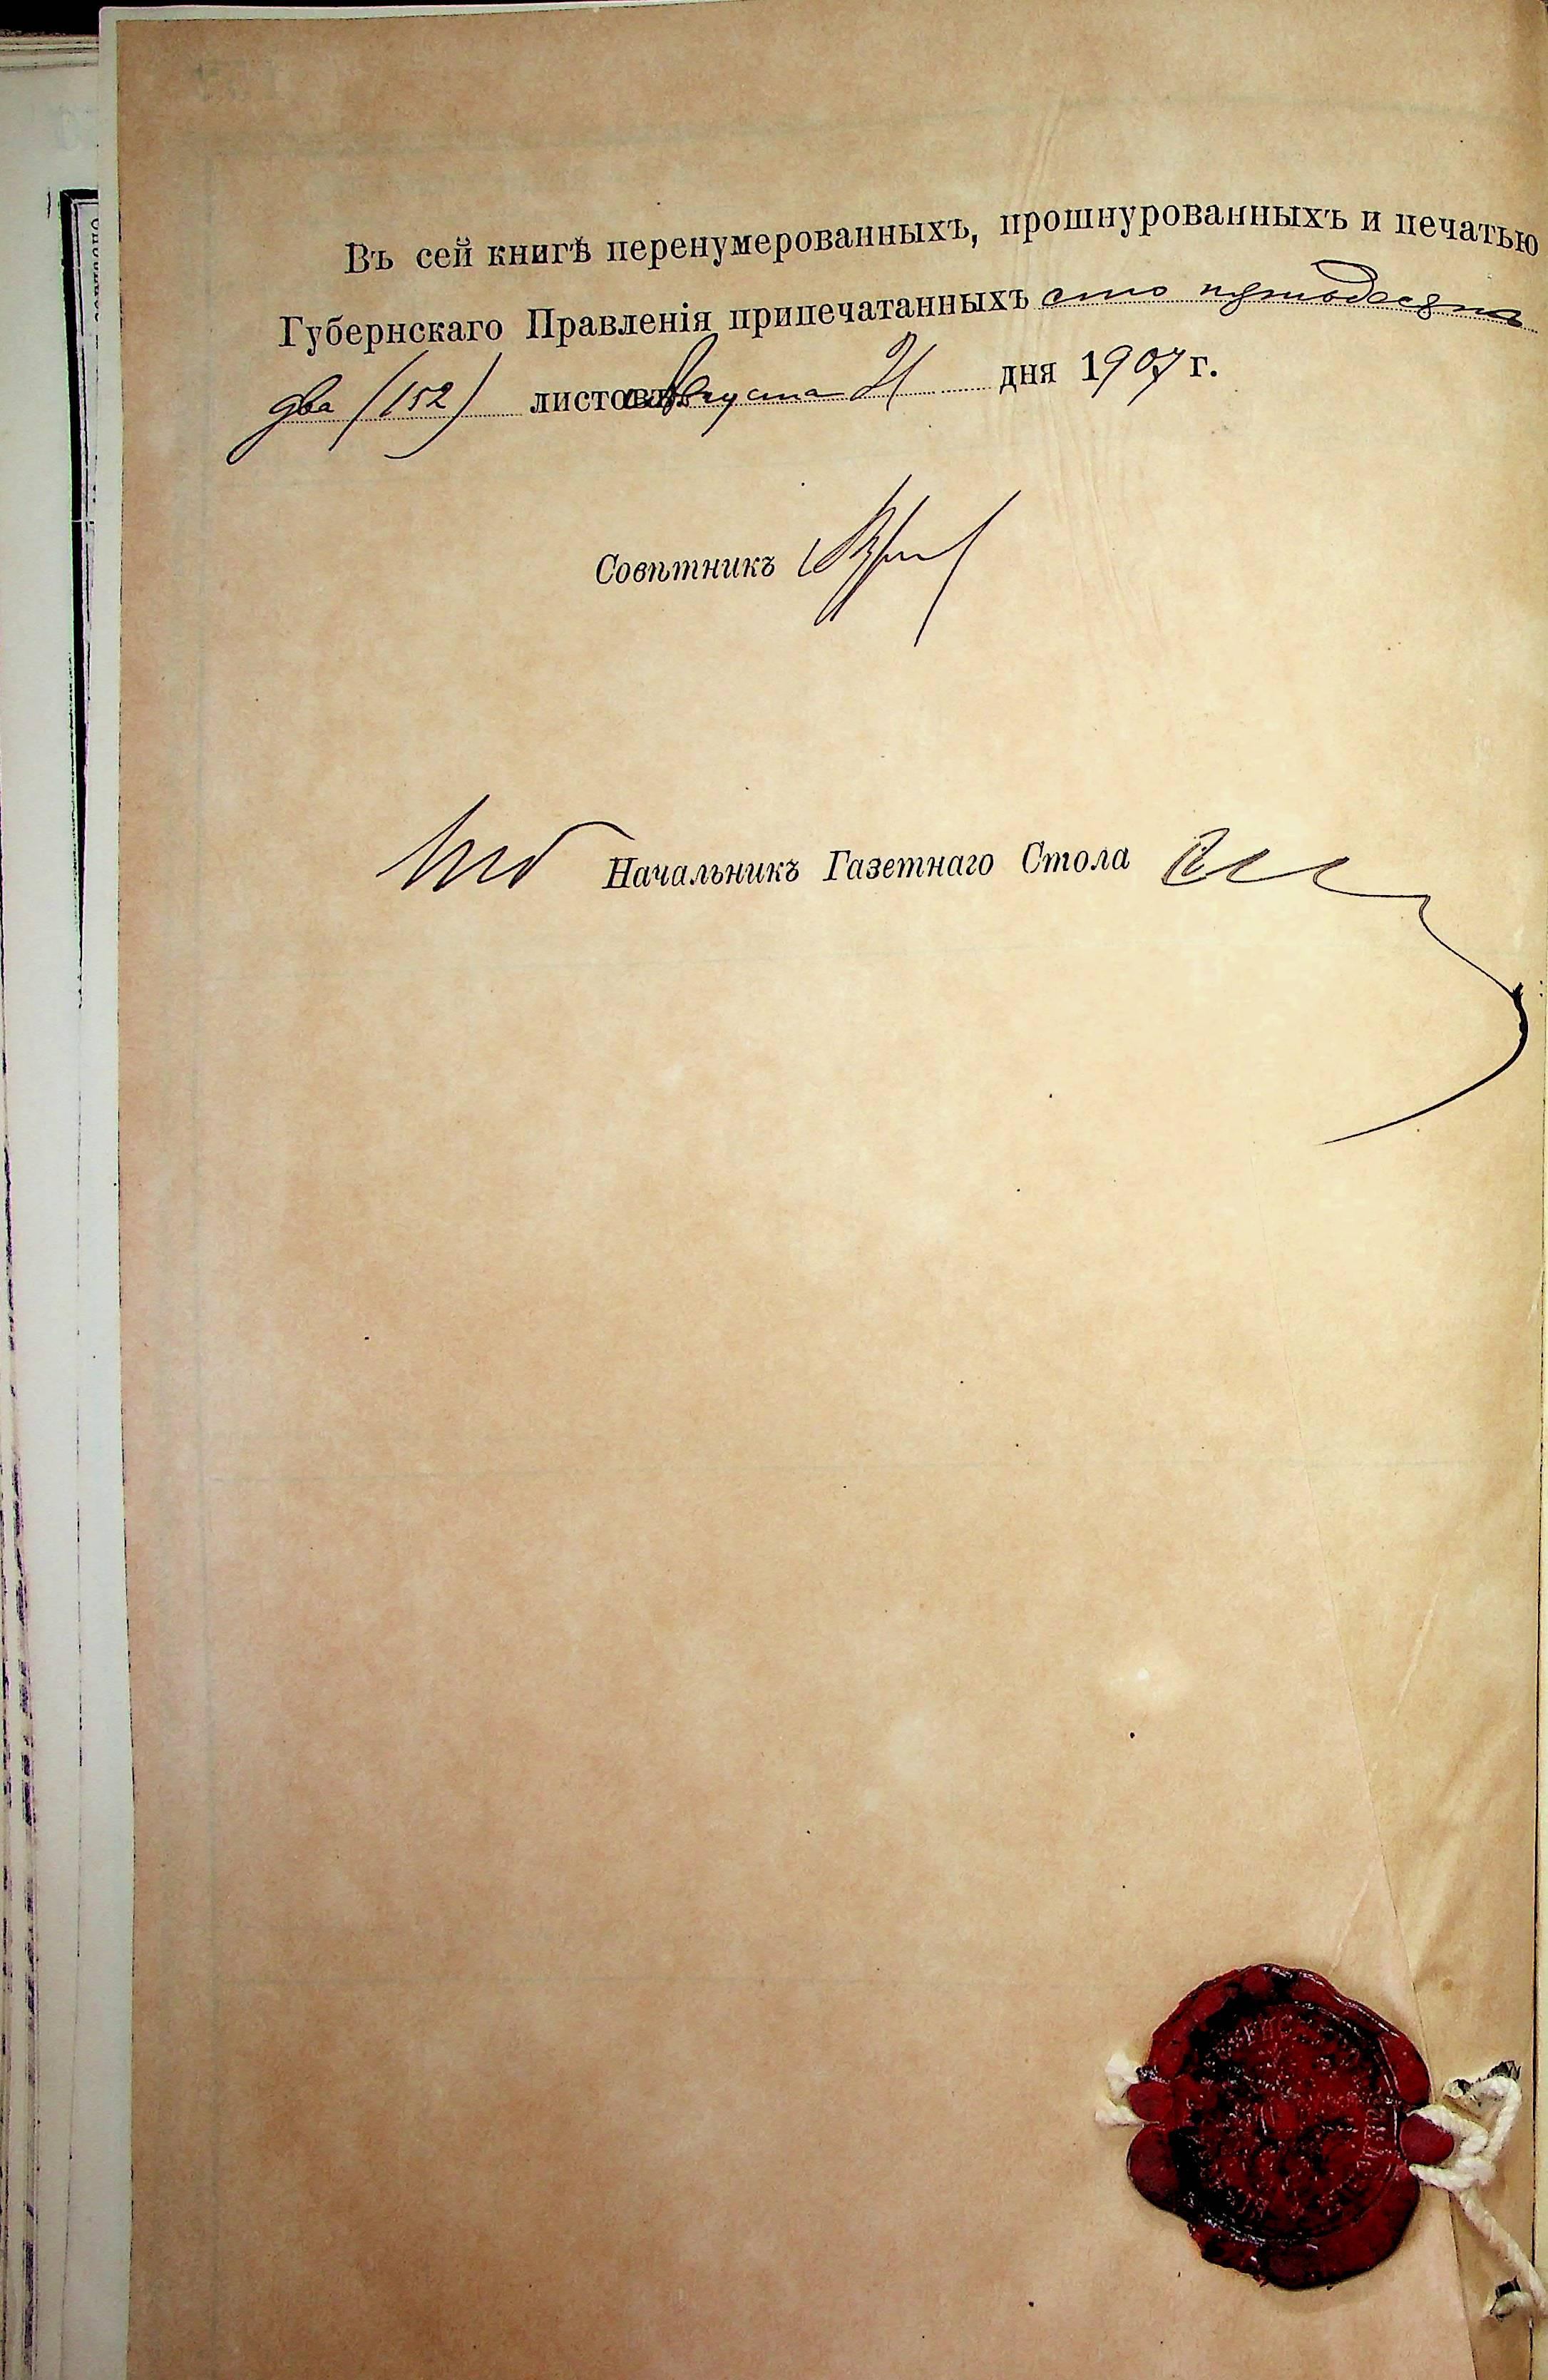 Въ сей книгѣ перенумерованныхъ, прошнурованныхъ и печатью
Губернскаго Правленія припечатанныхъ сто пятьдесятъ
два (152) листовъ. Августа 21 дня 1907 г.
Совѣтникъ
Начальникъ Газетнаго Стола